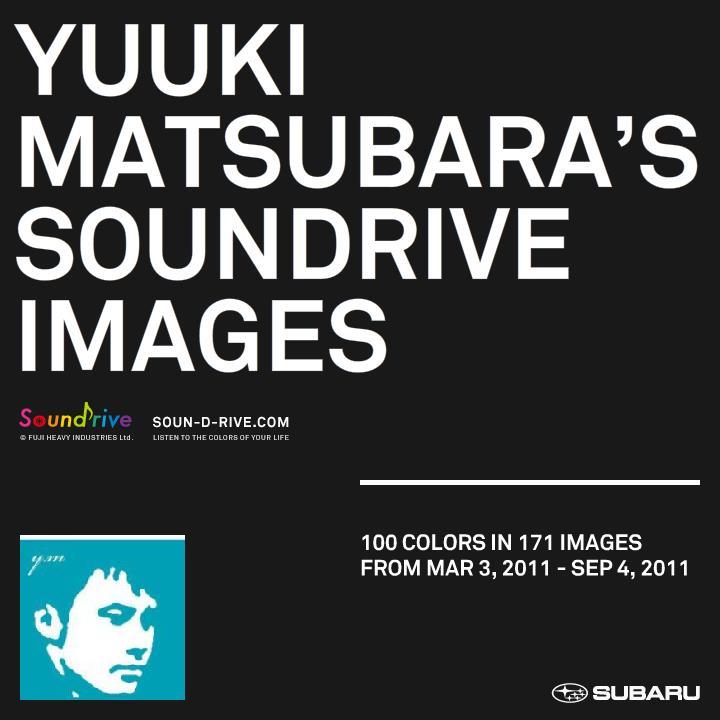 YUUKI
MATSUBARA'S
SOUNDRIVE
IMAGES
Soundrive
© FUJI HEAVY INDUSTRIES Ltd.
SOUN-D-RIVE.COM
LISTEN TO THE COLORS OF YOUR LIFE
100 COLORS IN 171 IMAGES
FROM MAR 3, 2011 - SEP 4, 2011
y.m
SUBARU